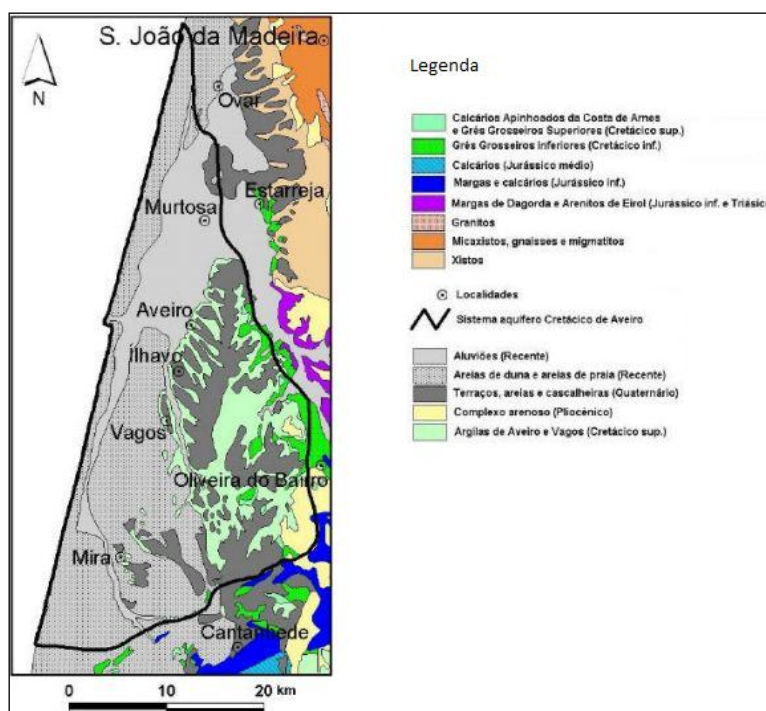 S. João da Madeira
N
Ovar
Estarreja
Murtosa
Aveiro
Ílhavo
Vagos
Oliveira do Bairro
Mira
Cantanhede
0 10 20 km
Legenda
Calcários Apinhoados da Costa de Arnes
e Grés Grosseiros Superiores (Cretácico sup.)
Grés Grosseiros Inferiores (Cretácico inf.)
Calcários (Jurássico médio)
Margas e calcários (Jurássico inf.)
Margas de Dagorda e Arenitos de Eirol (Jurássico inf. e Triásic
Granitos
Micaxistos, gnaisses e migmatitos
Xistos
Localidades
Sistema aquífero Cretácico de Aveiro
Aluviões (Recente)
Areias de duna e areias de praia (Recente)
Terraços, areias e cascalheiras (Quaternário)
Complexo arenoso (Pliocénico)
Argilas de Aveiro e Vagos (Cretácico sup.)